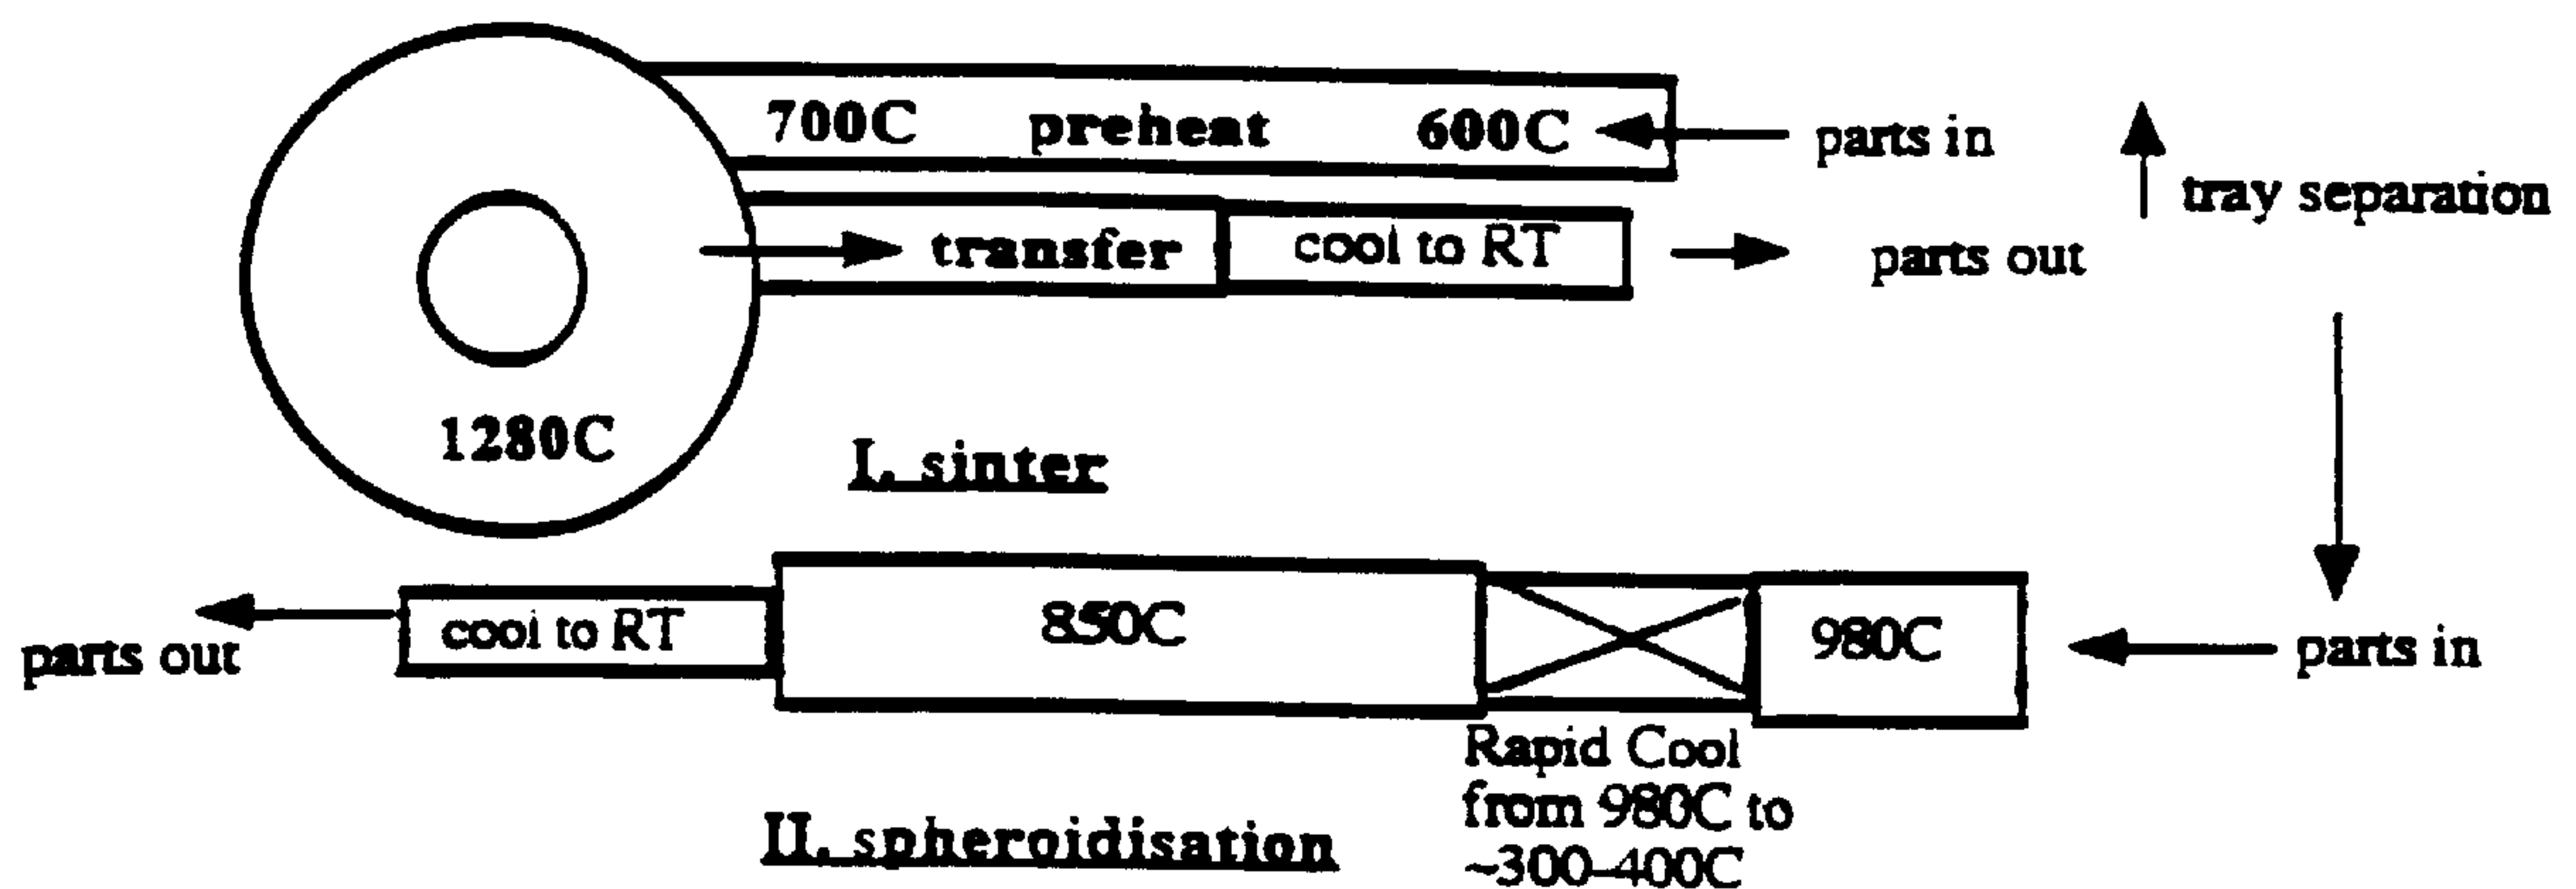 700C preheat 600C
parts in
tray separation
transfer
cool to RT
parts out
1280C
I. sinter
parts out
cool to RT
850C
980C
parts in
Rapid Cool
from 980C to
~300-400C
II. spheroidisation